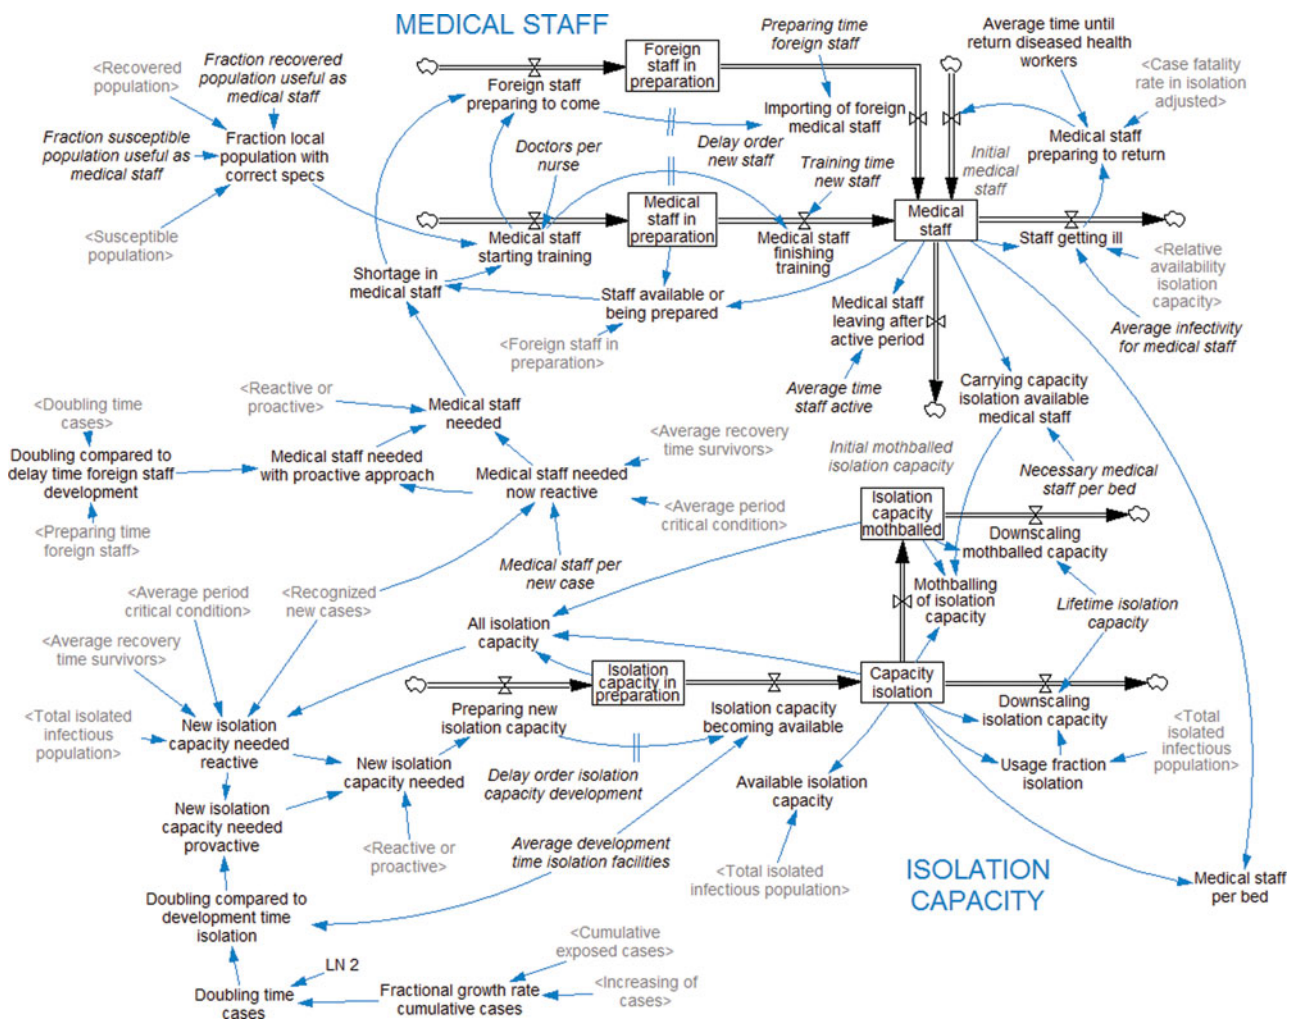 MEDICAL STAFF
<Recovered
population>
Fraction recovered
population useful as
medical staff
Fraction susceptible
population useful as
medical staff
Fraction local
population with
correct specs
<Susceptible
population>
Foreign staff
in preparation
Foreign staff
preparing to come
Preparing time
foreign staff
Importing of foreign
medical staff
Delay order
new staff
Doctors per
nurse
Training time
new staff
Average time until
return diseased health
workers
<Case fatality
rate in isolation
adjusted>
Medical staff
preparing to return
Initial
medical
staff
Medical
staff in
preparation
Medical staff
starting training
Medical staff
finishing
training
Medical
staff
Staff getting ill
<Relative
availability
isolation
capacity>
Average infectivity
for medical staff
Shortage in
medical staff
Staff available or
being prepared
<Foreign staff in
preparation>
Medical staff
leaving after
active period
Average time
staff active
Carrying capacity
isolation available
medical staff
<Reactive or
proactive>
Medical staff
needed
<Doubling time
cases>
Doubling compared to
delay time foreign staff
development
<Preparing time
foreign staff>
Medical staff needed
with proactive approach
Medical staff needed
now reactive
<Average recovery
time survivors>
<Average period
critical condition>
Medical staff per
new case
Initial mothballed
isolation capacity
Necessary medical
staff per bed
Isolation
capacity
mothballed
Downscaling
mothballed capacity
Mothballing
of isolation
capacity
Lifetime isolation
capacity
<Average period
critical condition>
<Recognized
new cases>
<Average recovery
time survivors>
<Total isolated
infectious
population>
New isolation
capacity needed
reactive
All isolation
capacity
Isolation
capacity in
preparation
Preparing new
isolation capacity
Isolation capacity
becoming available
Capacity
isolation
Downscaling
isolation capacity
Usage fraction
isolation
<Total
isolated
infectious
population>
New isolation
capacity needed
Delay order isolation
capacity development
Available isolation
capacity
New isolation
capacity needed
provactive
<Reactive or
proactive>
Average development
time isolation facilities
<Total isolated
infectious population>
ISOLATION
CAPACITY
Medical staff
per bed
Doubling compared to
development time
isolation
<Cumulative
exposed cases>
LN 2
<Increasing of
cases>
Doubling time
cases
Fractional growth rate
cumulative cases